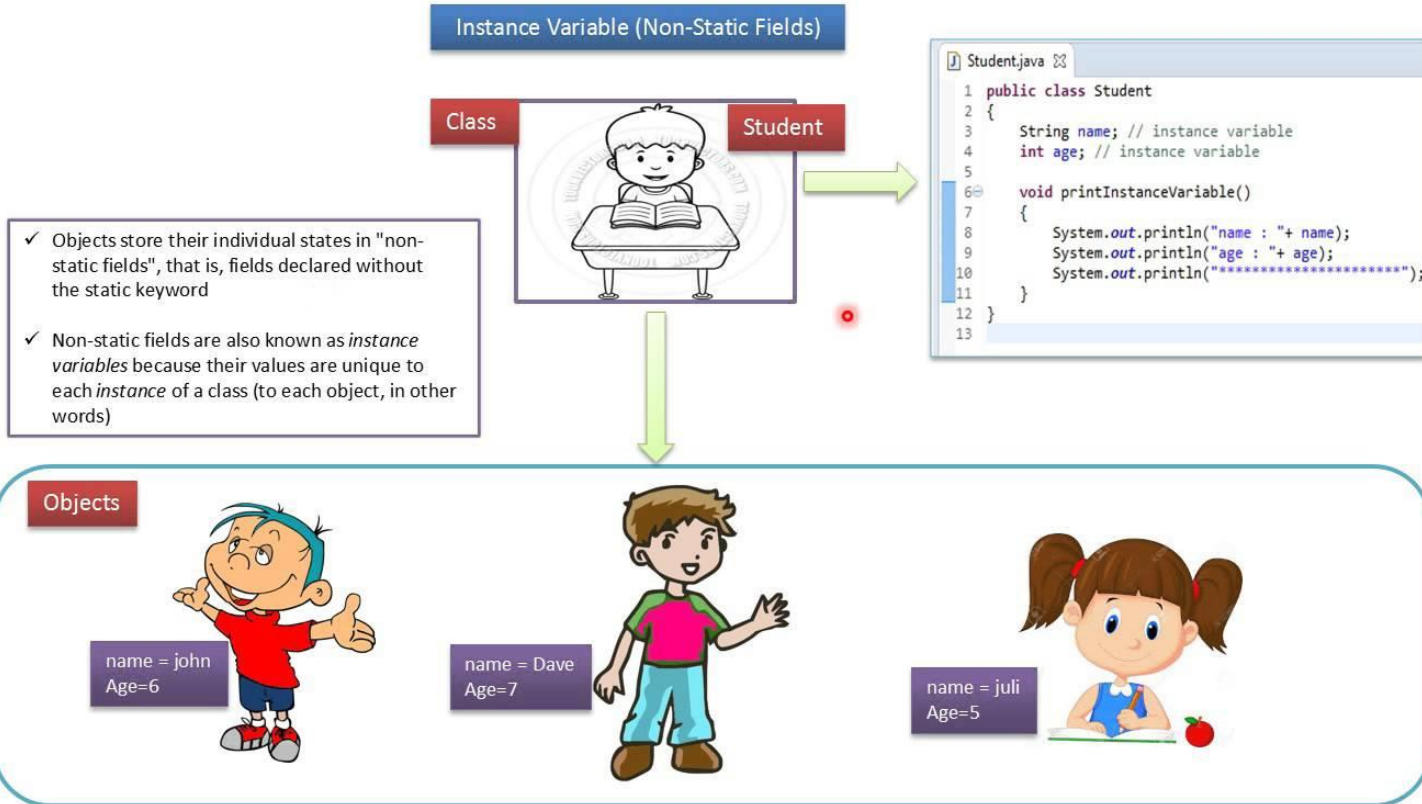 Instance Variable (Non-Static Fields)
Class
Student
✓ Objects store their individual states in "non-
static fields", that is, fields declared without
the static keyword
✓ Non-static fields are also known as instance
variables because their values are unique to
each instance of a class (to each object, in other
words)
Student.java
1 public class Student
2 {
3 String name; // instance variable
4 int age; // instance variable
5
6 void printInstanceVariable()
7 {
8 System.out.println("name : "+ name);
9 System.out.println("age : "+ age);
10 System.out.println("**********************");
11 }
12 }
13
Objects
name = john
Age=6
name = Dave
Age=7
name = juli
Age=5